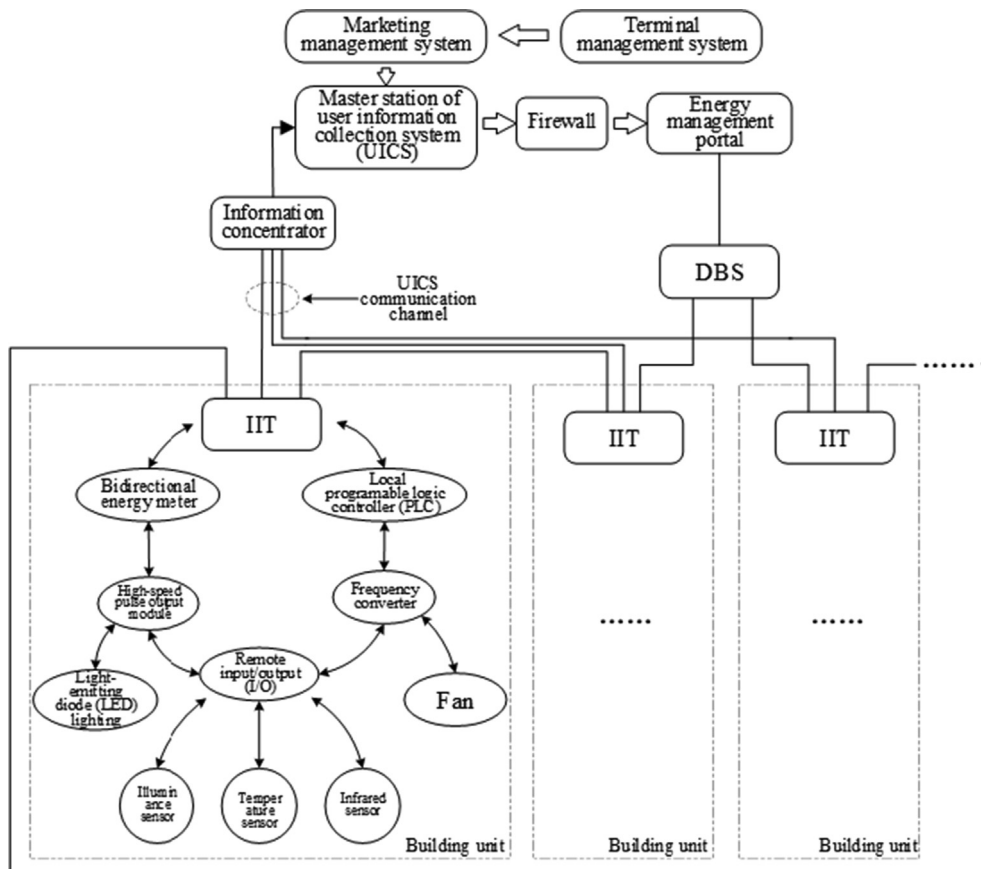 Marketing
management system
Terminal
management system
Master station of
user information
collection system
(UICS)
Firewall
Energy
management
portal
Information
concentrator
DBS
UICS
communication
channel
......
IIT
IIT
IIT
Bidirectional
energy meter
Local
programable logic
controller (PLC)
High-speed
pulse output
module
Frequency
converter
......
......
Remote
input/output
(I/O)
Light-
emitting
diode (LED)
lighting
Fan
Illumin
ance
sensor
Temper
ature
sensor
Infrared
sensor
Building unit
Building unit
Building unit